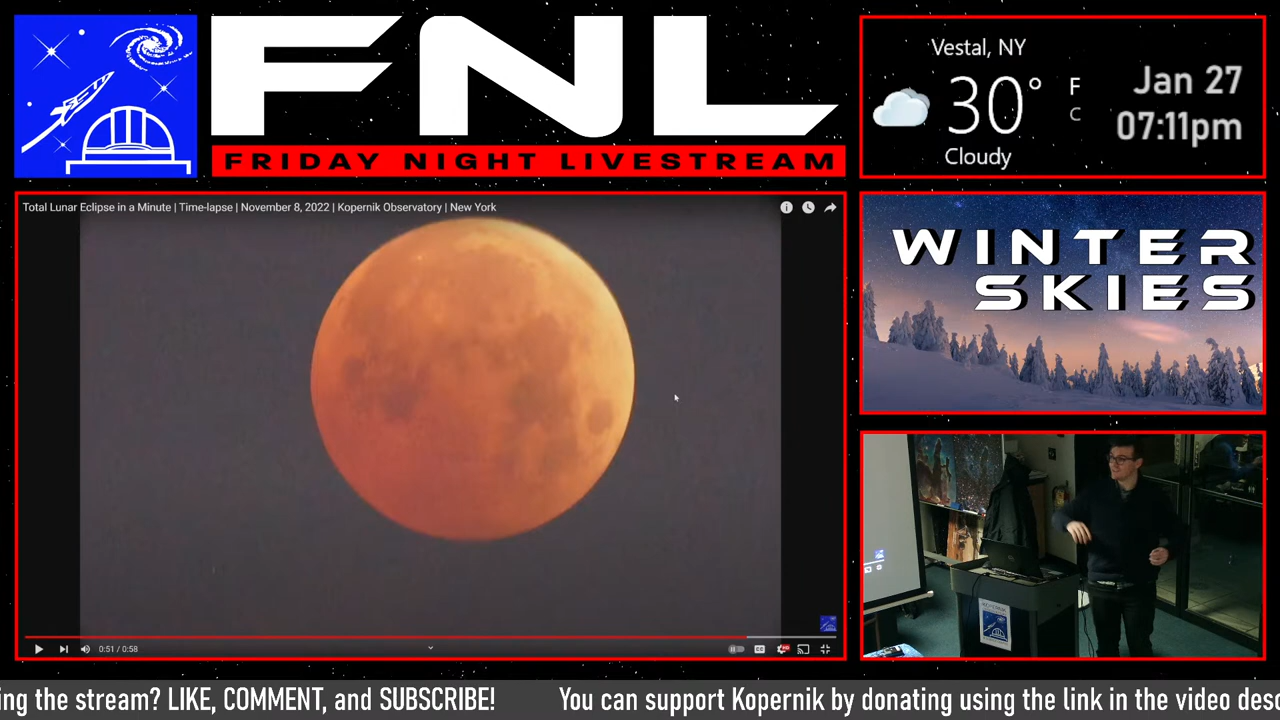 FNL
FRIDAY NIGHT LIVESTREAM
Vestal, NY
30° F
C
Cloudy
Jan 27
07:11pm
Total Lunar Eclipse in a Minute | Time-lapse | November 8, 2022 | Kopernik Observatory | New York
0:51 / 0:58
CC
HD
WINTER
SKIES
ing the stream? LIKE, COMMENT, and SUBSCRIBE! You can support Kopernik by donating using the link in the video desc